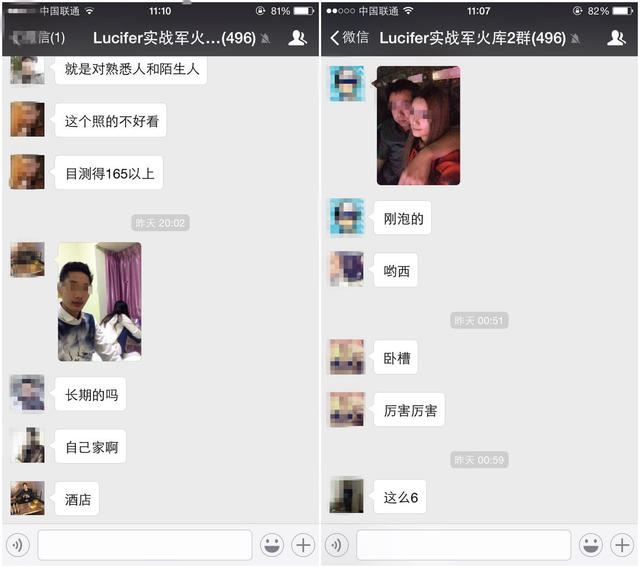 中国联通
11:10
81%
微信(1)
Lucifer实战军火...(496)
就是对熟悉人和陌生人
这个照的不好看
目测得165以上
昨天 20:02
长期的吗
自己家啊
酒店
中国联通
11:07
82%
微信
Lucifer实战军火库2群(496)
刚泡的
哟西
昨天 00:51
卧槽
厉害厉害
昨天 00:59
这么6